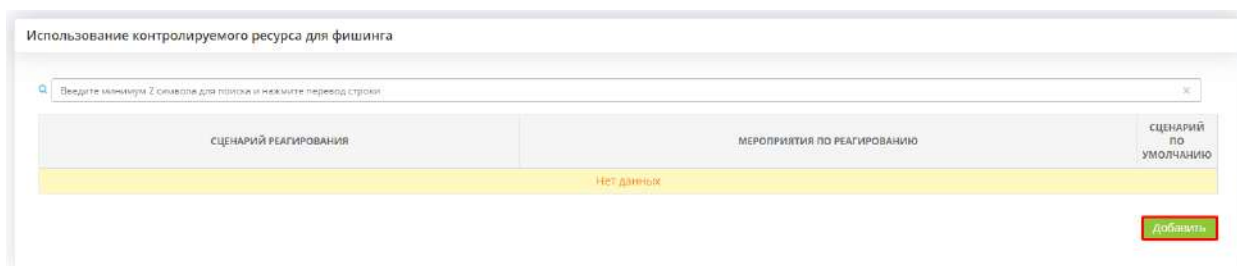 Использование контролируемого ресурса для фишинга
Введите минимум 2 символа для поиска и нажмите перевод строки
СЦЕНАРИЙ РЕАГИРОВАНИЯ
МЕРОПРИЯТИЯ ПО РЕАГИРОВАНИЮ
СЦЕНАРИЙ
ПО
УМОЛЧАНИЮ
Нет данных
Добавить